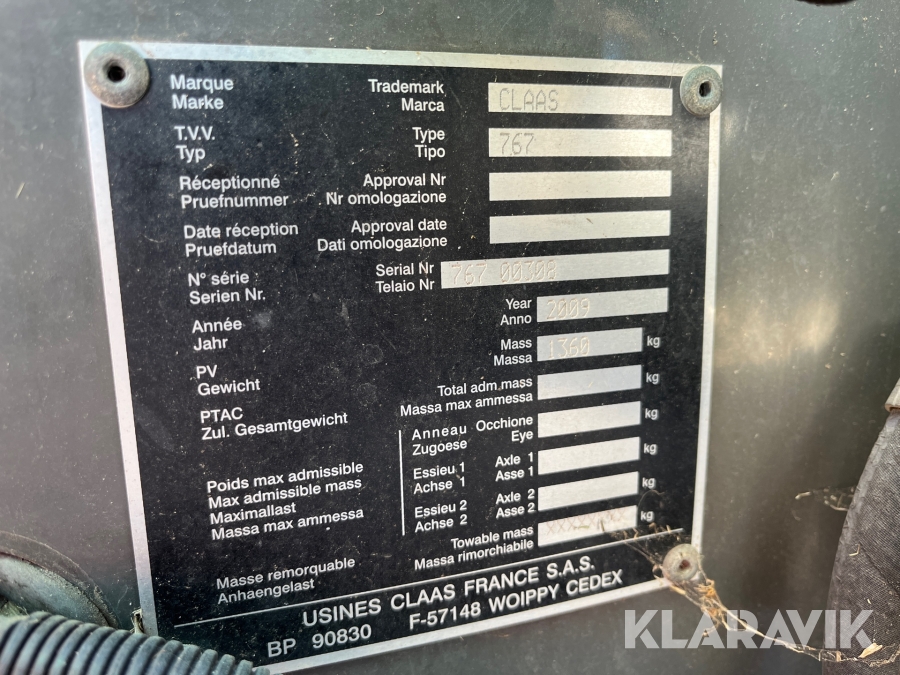 Marque Trademark CLAAS
Marke Marca
T.V.V. Type 767
Typ Tipo
Réceptionné Approval Nr
Pruefnummer Nr omologazione
Date réception Approval date
Pruefdatum Dati omologazione
N° série Serial Nr 767 00308
Serien Nr. Telaio Nr
Année Year 2009
Jahr Anno
PV Mass 1360 kg
Gewicht Massa
PTAC Total adm.mass kg
Zul. Gesamtgewicht Massa max ammessa
Poids max admissible Anneau Occhione kg
Max admissible mass Zugoese Eye
Maximallast Essieu 1 Axle 1 kg
Massa max ammessa Achse 1 Asse 1
Essieu 2 Axle 2 kg
Achse 2 Asse 2
Masse remorquable Towable mass XXXXXXXX kg
Anhaengelast Massa rimorchiabile
USINES CLAAS FRANCE S.A.S.
BP 90830 F-57148 WOIPPY CEDEX
KLARAVIK